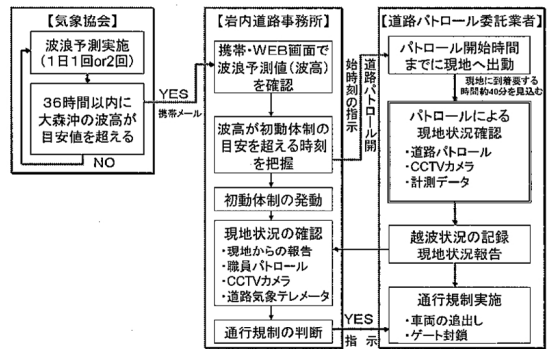 【気象協会】
波浪予測実施
(1日1回or2回)
36時間以内に
大森沖の波高が
目安値を超える
NO
YES
携帯メール
【岩内道路事務所】
携帯・WEB画面で
波浪予測値(波高)
を確認
波高が初動体制の
目安を超える時刻
を把握
初動体制の発動
現地状況の確認
・現地からの報告
・職員パトロール
・CCTVカメラ
・道路気象テレメータ
通行規制の判断
道路パトロール開
始時刻の指示
YES
指示
【道路パトロール委託業者】
パトロール開始時間
までに現地へ出動
現地に到着要する
時間約40分を見込む
パトロールによる
現地状況確認
・道路パトロール
・CCTVカメラ
・計測データ
越波状況の記録
現地状況報告
通行規制実施
・車両の追出し
・ゲート封鎖